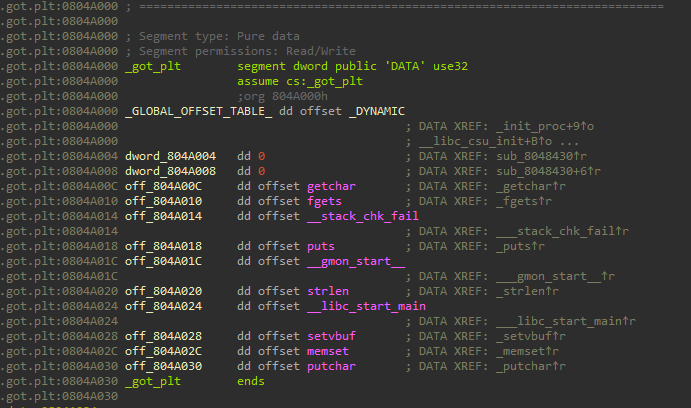 .got.plt:0804A000 ; ===========================================================================
.got.plt:0804A000
.got.plt:0804A000 ; Segment type: Pure data
.got.plt:0804A000 ; Segment permissions: Read/Write
.got.plt:0804A000 _got_plt segment dword public 'DATA' use32
.got.plt:0804A000 assume cs:_got_plt
.got.plt:0804A000 ;org 804A000h
.got.plt:0804A000 _GLOBAL_OFFSET_TABLE_ dd offset _DYNAMIC
.got.plt:0804A000 ; DATA XREF: _init_proc+9↑o
.got.plt:0804A000 ; __libc_csu_init+B↑o ...
.got.plt:0804A004 dword_804A004 dd 0 ; DATA XREF: sub_8048430↑r
.got.plt:0804A008 dword_804A008 dd 0 ; DATA XREF: sub_8048430+6↑r
.got.plt:0804A00C off_804A00C dd offset getchar ; DATA XREF: _getchar↑r
.got.plt:0804A010 off_804A010 dd offset fgets ; DATA XREF: _fgets↑r
.got.plt:0804A014 off_804A014 dd offset __stack_chk_fail
.got.plt:0804A014 ; DATA XREF: ___stack_chk_fail↑r
.got.plt:0804A018 off_804A018 dd offset puts ; DATA XREF: _puts↑r
.got.plt:0804A01C off_804A01C dd offset __gmon_start__
.got.plt:0804A01C ; DATA XREF: ___gmon_start__↑r
.got.plt:0804A020 off_804A020 dd offset strlen ; DATA XREF: _strlen↑r
.got.plt:0804A024 off_804A024 dd offset __libc_start_main
.got.plt:0804A024 ; DATA XREF: ___libc_start_main↑r
.got.plt:0804A028 off_804A028 dd offset setvbuf ; DATA XREF: _setvbuf↑r
.got.plt:0804A02C off_804A02C dd offset memset ; DATA XREF: _memset↑r
.got.plt:0804A030 off_804A030 dd offset putchar ; DATA XREF: _putchar↑r
.got.plt:0804A030 _got_plt ends
.got.plt:0804A030